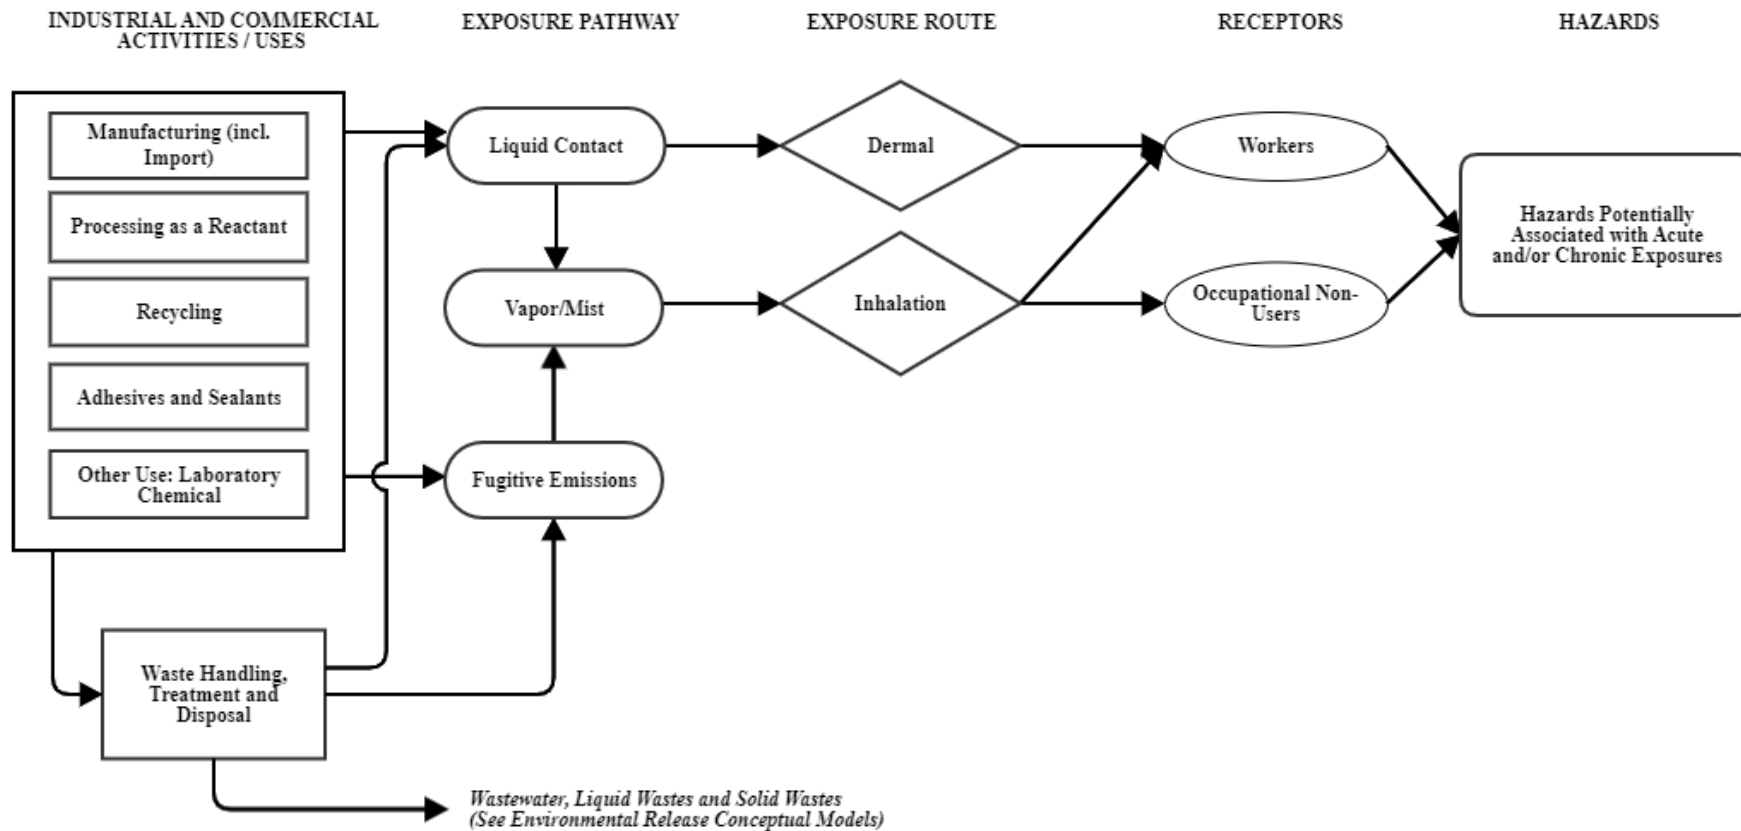 INDUSTRIAL AND COMMERCIAL
ACTIVITIES / USES
EXPOSURE PATHWAY
EXPOSURE ROUTE
RECEPTORS
HAZARDS
Manufacturing (incl.
Import)
Processing as a Reactant
Recycling
Adhesives and Sealants
Other Use: Laboratory
Chemical
Waste Handling,
Treatment and
Disposal
Liquid Contact
Vapor/Mist
Fugitive Emissions
Wastewater, Liquid Wastes and Solid Wastes
(See Environmental Release Conceptual Models)
Dermal
Inhalation
Workers
Occupational Non-
Users
Hazards Potentially
Associated with Acute
and/or Chronic Exposures